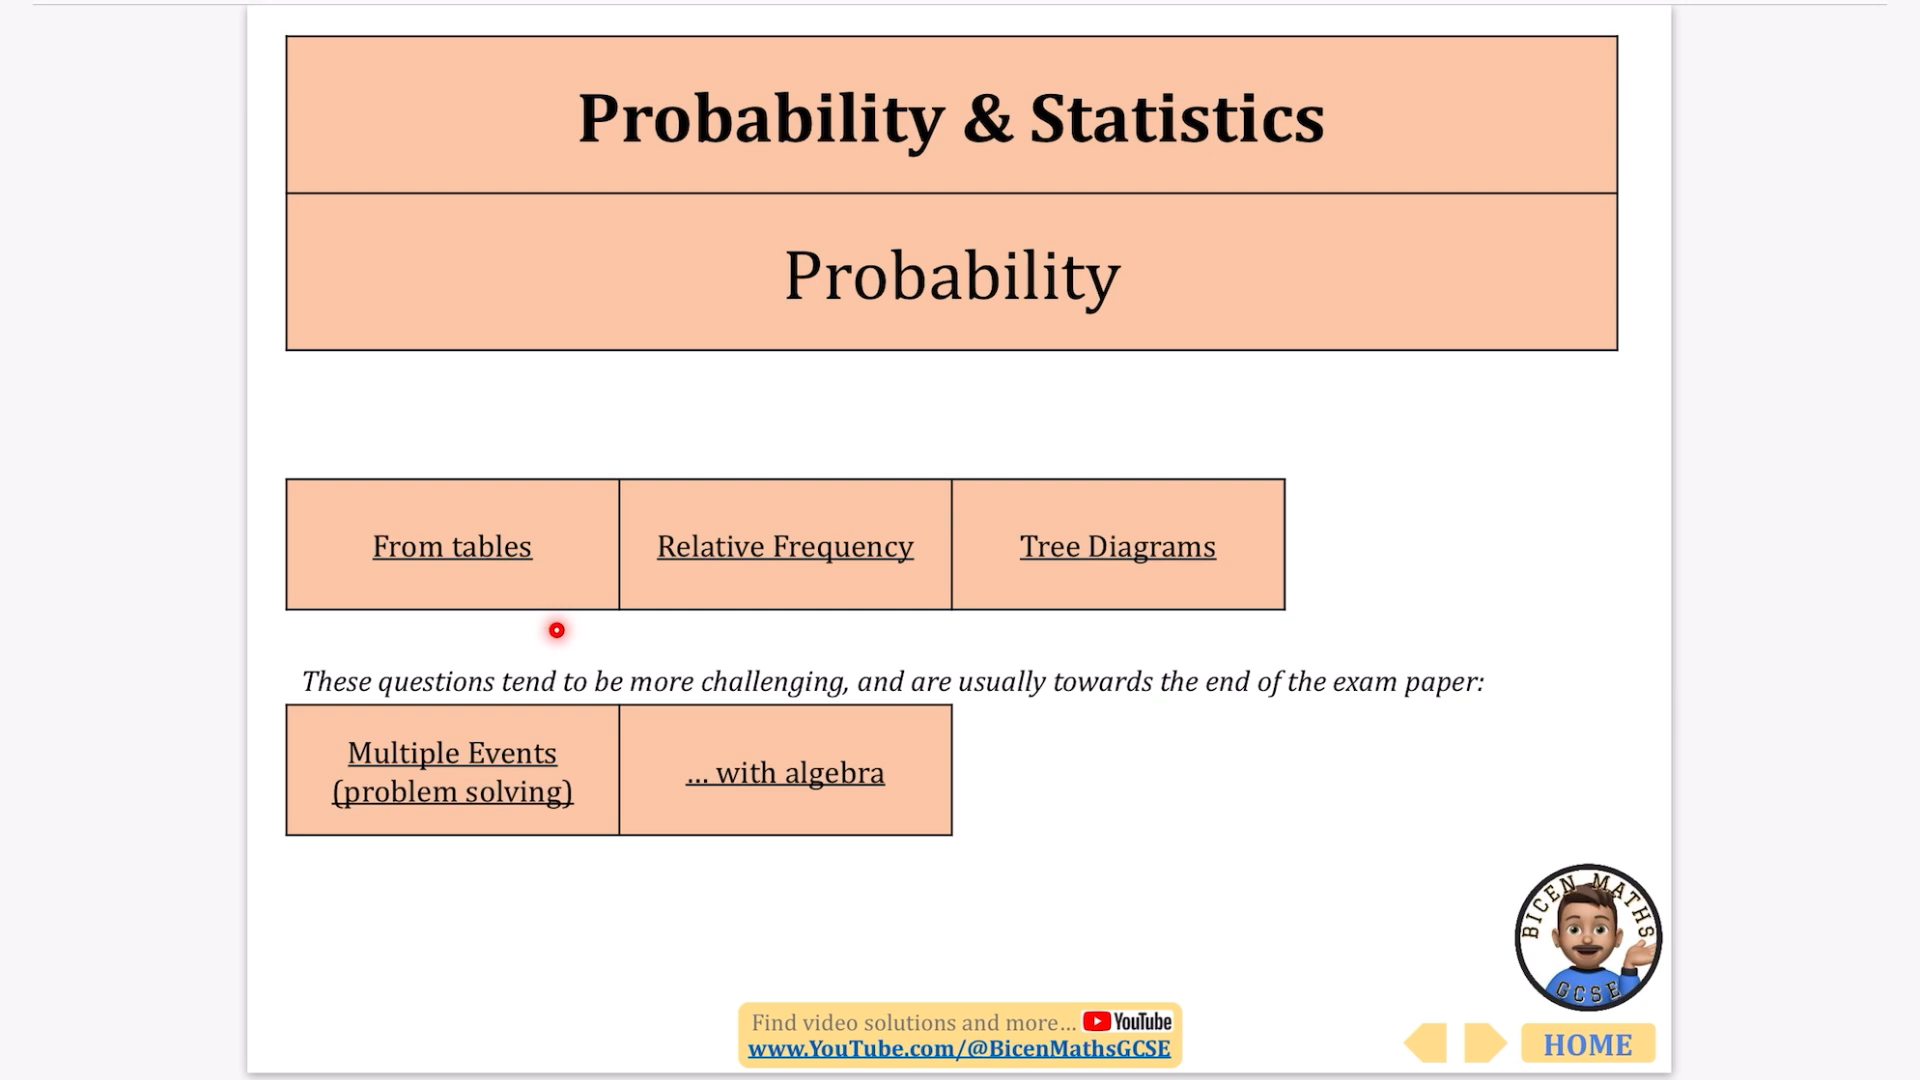 Probability & Statistics
Probability
From tables
Relative Frequency
Tree Diagrams
These questions tend to be more challenging, and are usually towards the end of the exam paper:
Multiple Events
(problem solving)
... with algebra
BICEN MATHS
GCSE
Find video solutions and more... YouTube
www.YouTube.com/@BicenMathsGCSE
HOME